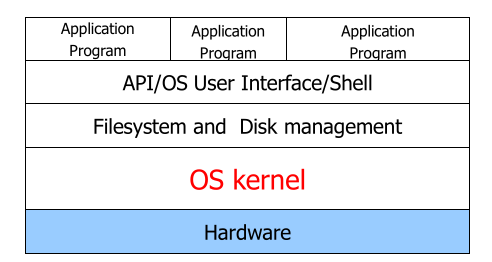 Application Application Application
Program Program Program
API/OS User Interface/Shell
Filesystem and Disk management
OS kernel
Hardware